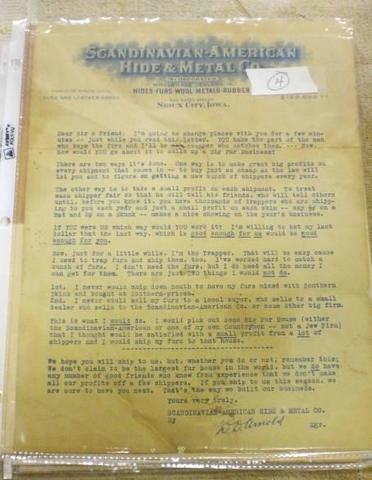 SCANDINAVIAN-AMERICAN
HIDE & METAL CO.
INCORPORATED
HIDES-FURS-WOOL-METALS-RUBBER
SIOUX CITY, IOWA.
4
Dear Sir & Friend: I'm going to change places with you for a few min-
utes -- just while you read this letter. YOU take the part of the man
who buys the furs and I'll be trapper who catches them. Now,
how would YOU go about it to build up a Big Fur Business?
There are two ways it's done. One way is to make great big profits on
every shipment that comes in -- to buy just as cheap as the law will
let you and to figure on getting a new bunch of shippers every year.
The other way is to take a small profit on each shipment. To treat
each shipper fair so that he will tell his friends, who will tell others
until, before you know it, you have thousands of trappers who are ship-
ping to you each year and just a small profit on each skin -- say on a
Rat and on a Skunk -- makes a nice showing on the year's business.
If YOU were US which way would YOU were it? I'm willing to bet my last
dollar that the last way, which is good enough for us would be good
enough for you.
Now, just for a little while. I'm the Trapper. That will be easy cause
I used to trap furs and ship them, too. I've worked hard to catch a
bunch of furs. I don't need the furs, but I do need all the money I
can get for them. There are just TWO things I would not do.
1st. I would never ship down South to have my furs mixed with Southern
Skins and bought at Southern-prices.
2nd. I never would sell my furs to a local buyer, who sells to a small
dealer who sells to the Scandinavian-American Co. or some other big firm.
This is what I would do. I would pick out some Big Fur House (either
the Scandinavian-American or one of my own Countrymen -- not a Jew Firm)
that I thought would be satisfied with a small profit from a lot of
shippers and I would ship my furs to that house.
We hope you will ship to us, but, whether you do or not, remember this;
We don't claim to be the largest fur house in the world, but we do have
any number of good friends who know from experience that we don't make
all our profits off a few shippers. If you ship to us this season, we
are sure to have you next. That's the way we built our business.
Yours very truly,
SCANDINAVIAN-AMERICAN HIDE & METAL CO.
By
Arnold
Mgr.